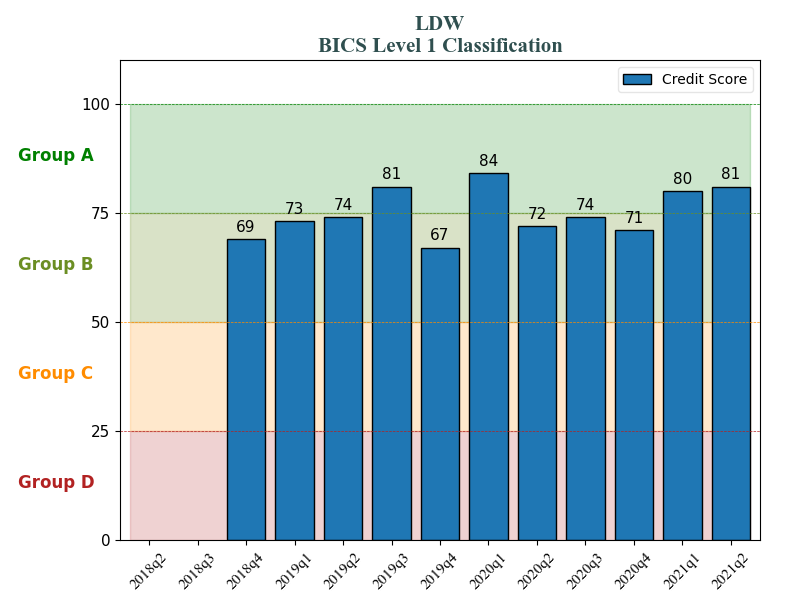 LDW
BICS Level 1 Classification
Credit Score
100
75
50
25
0
Group A
Group B
Group C
Group D
69
73
74
81
67
84
72
74
71
80
81
2018q2
2018q3
2018q4
2019q1
2019q2
2019q3
2019q4
2020q1
2020q2
2020q3
2020q4
2021q1
2021q2